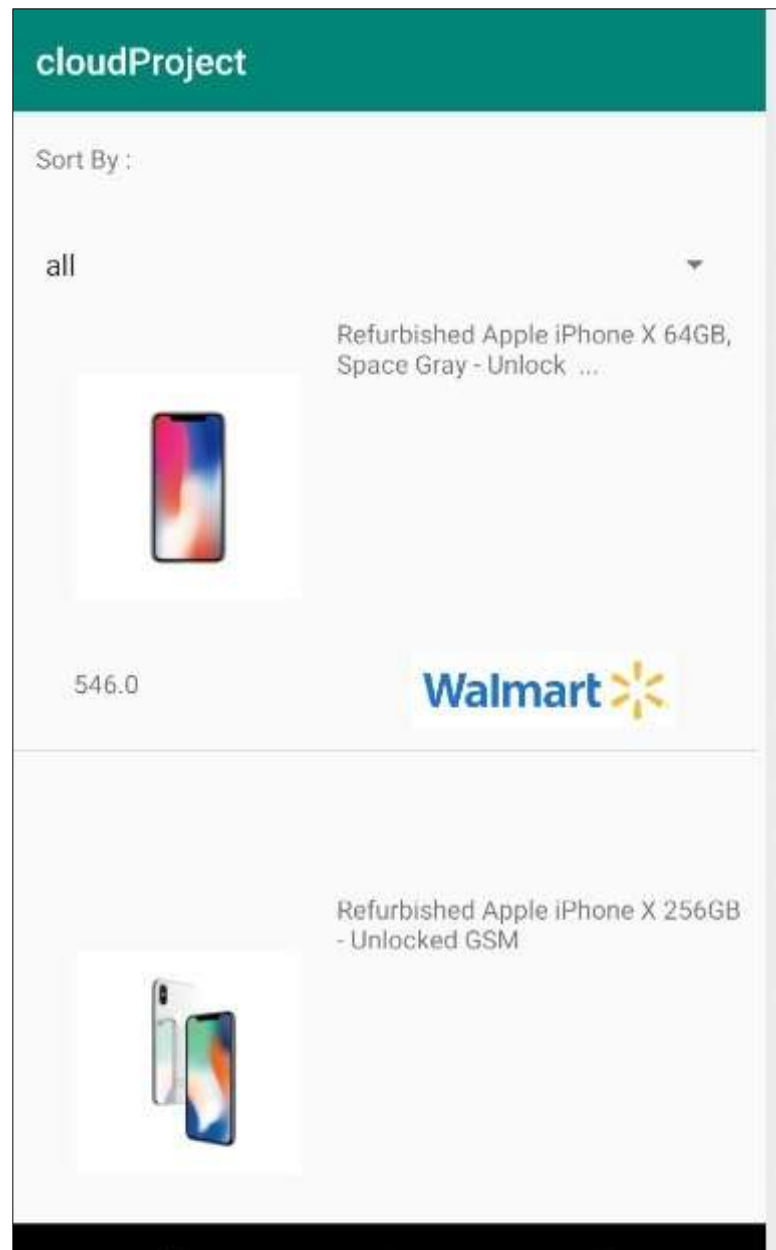 cloudProject
Sort By :
all
Refurbished Apple iPhone X 64GB,
Space Gray - Unlock ...
546.0
Walmart
Refurbished Apple iPhone X 256GB
- Unlocked GSM